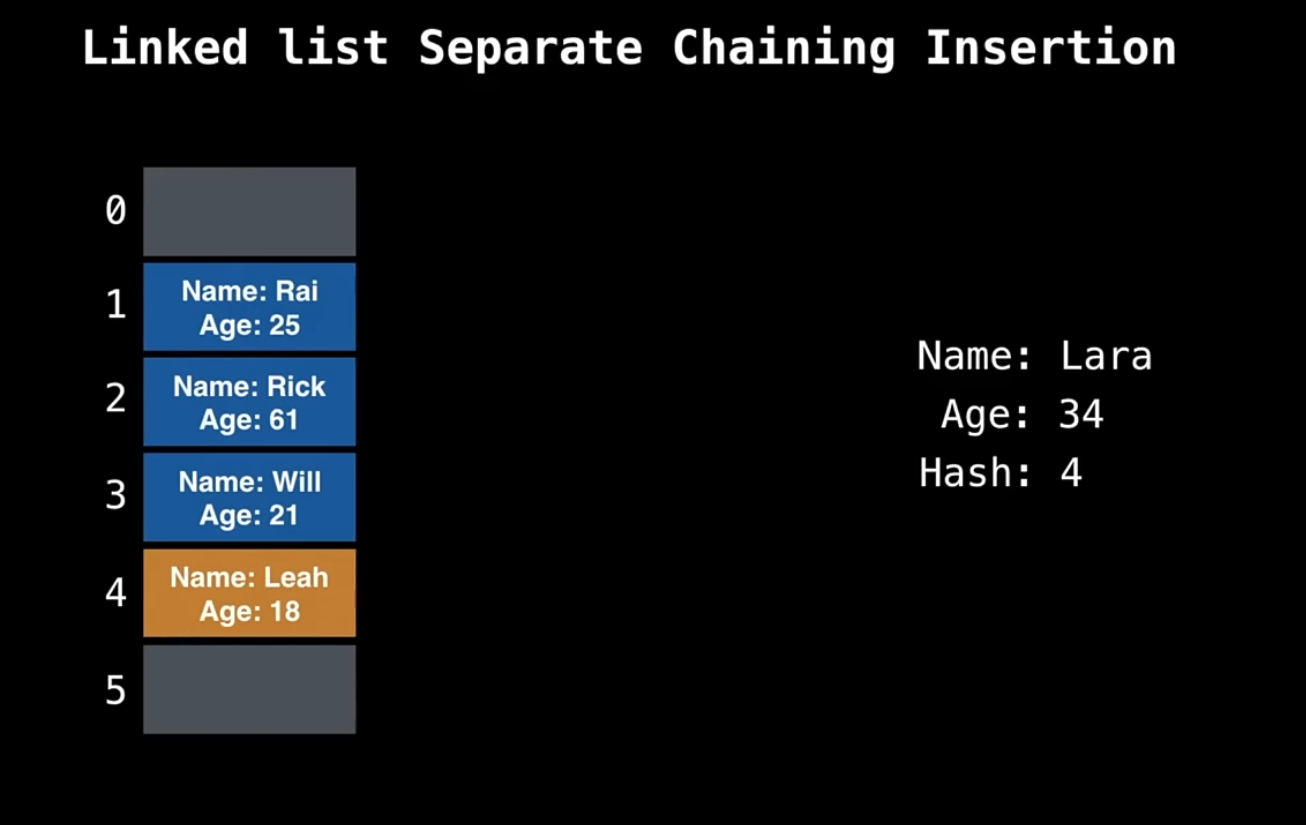 Linked list Separate Chaining Insertion
0
1
Name: Rai
Age: 25
2
Name: Rick
Age: 61
3
Name: Will
Age: 21
4
Name: Leah
Age: 18
5
Name: Lara
Age: 34
Hash: 4